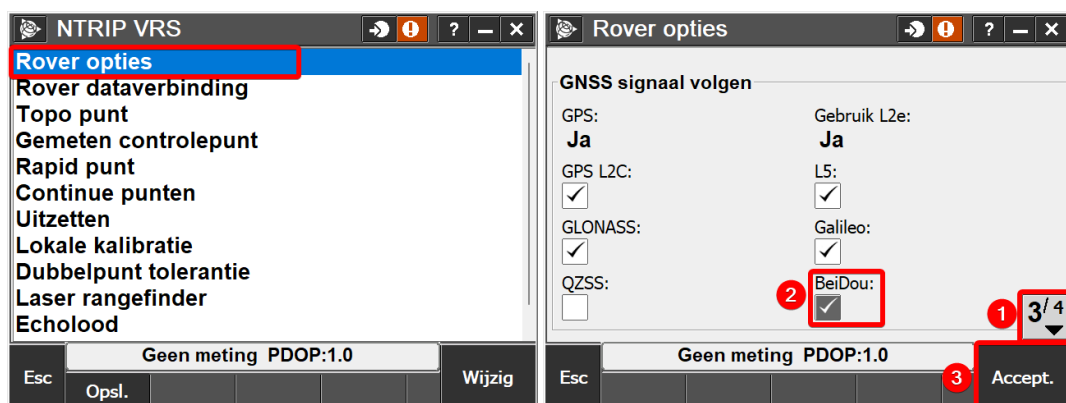 NTRIP VRS
? – ×
Rover opties
Rover dataverbinding
Topo punt
Gemeten controlepunt
Rapid punt
Continue punten
Uitzetten
Lokale kalibratie
Dubbelpunt tolerantie
Laser rangefinder
Echolood
Geen meting PDOP:1.0
Esc
Opsl.
Wijzig
Rover opties
? – ×
GNSS signaal volgen
GPS:
Gebruik L2e:
Ja
Ja
GPS L2C:
L5:
GLONASS:
Galileo:
QZSS:
2
BeiDou:
1
3/4
Geen meting PDOP:1.0
Esc
3
Accept.